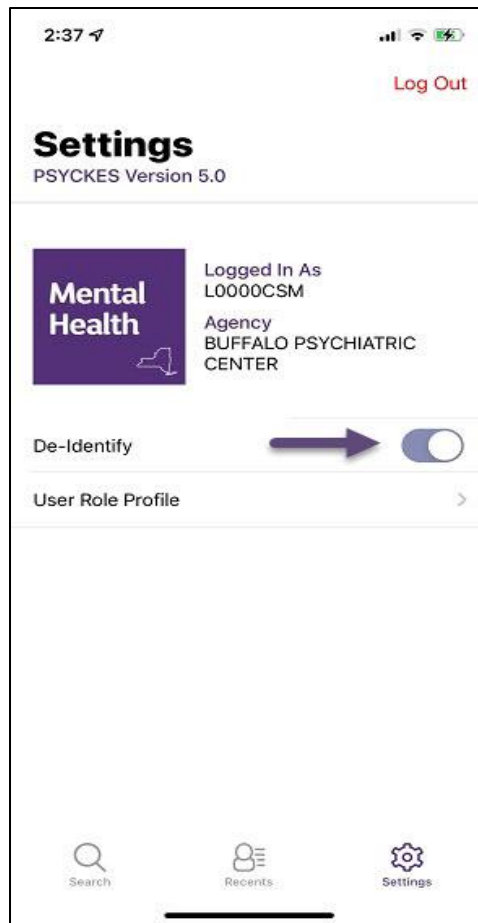 2:37
Log Out
Settings
PSYCKES Version 5.0
Mental
Health
Logged In As
L0000CSM
Agency
BUFFALO PSYCHIATRIC
CENTER
De-Identify
User Role Profile
Search
Recents
Settings